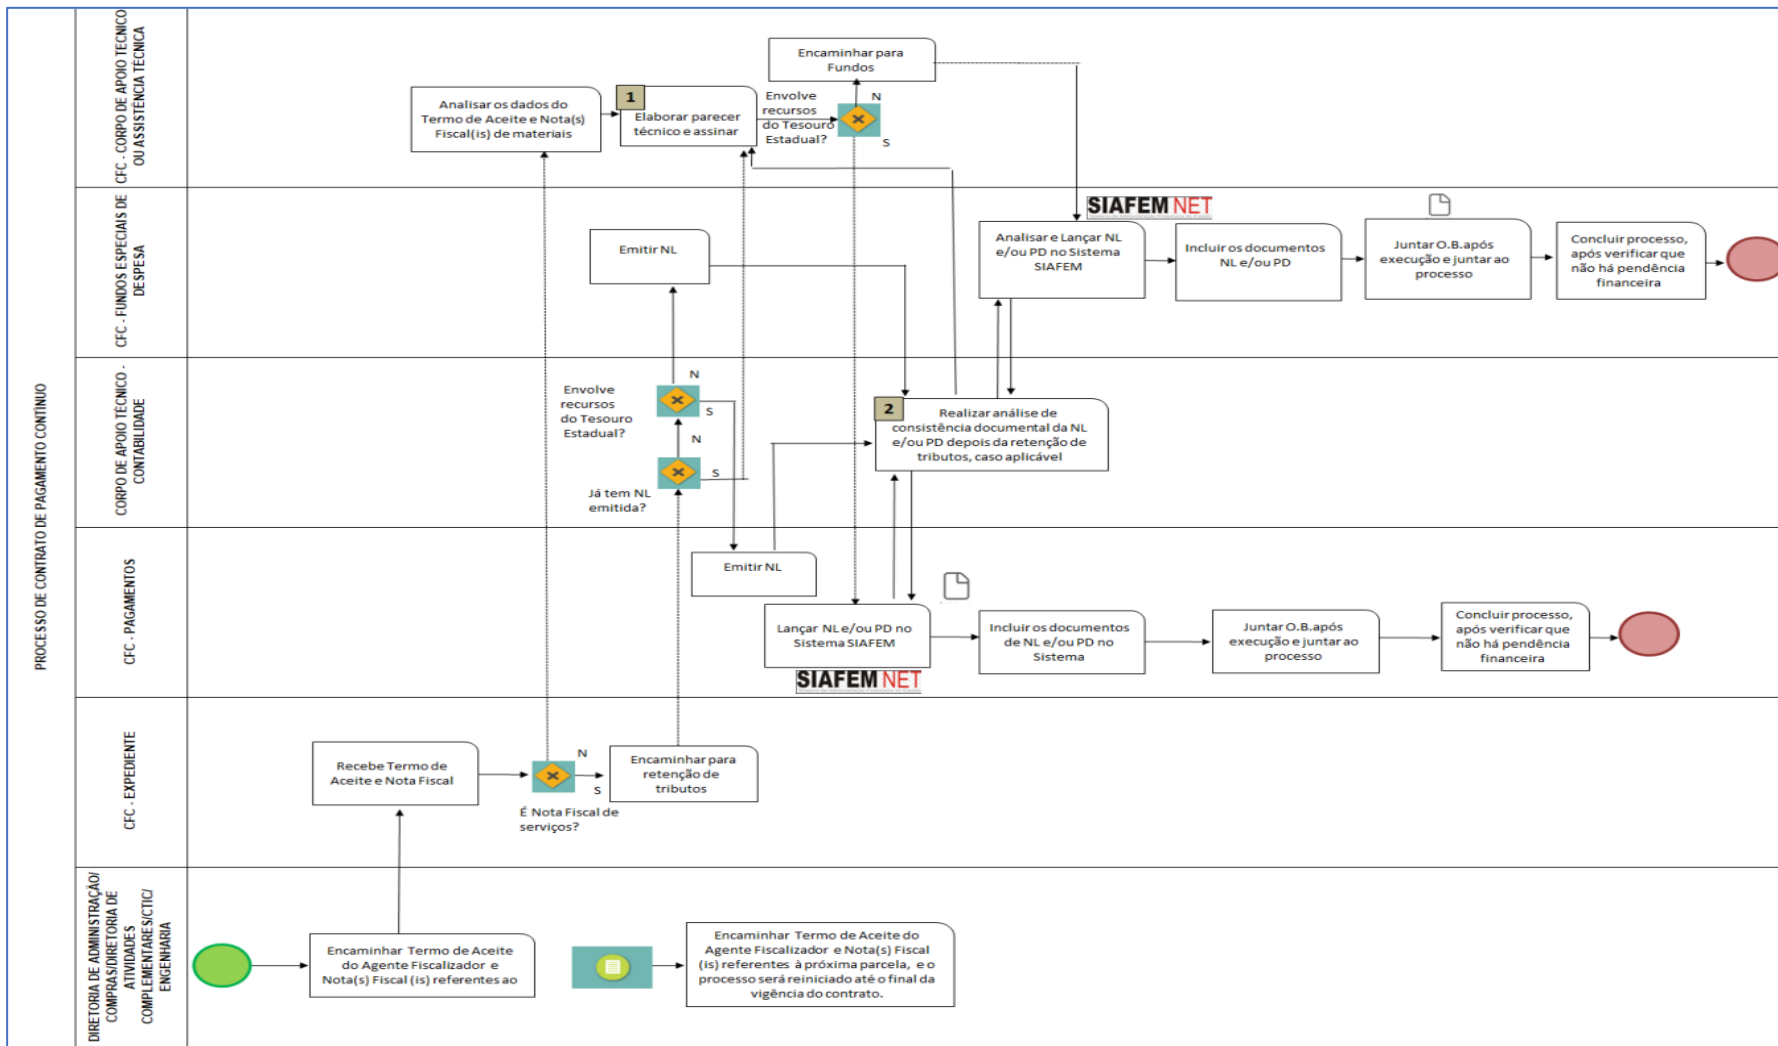 PROCESSO DE CONTRATO DE PAGAMENTO CONTÍNUO
CFC - CORPO DE APOIO TECNICO
OU ASSISTÊNCIA TÉCNICA
Analisar os dados do
Termo de Aceite e Nota(s)
Fiscal(is) de materiais
1
Elaborar parecer
técnico e assinar
Envolve
recursos
do Tesouro
Estadual?
N
S
Encaminhar para
Fundos
CFC - FUNDOS ESPECIAIS DE
DESPESA
Emitir NL
SIAFEM NET
Analisar e Lançar NL
e/ou PD no Sistema
SIAFEM
Incluir os documentos
NL e/ou PD
Juntar O.B.após
execução e juntar ao
processo
Concluir processo,
após verificar que
não há pendência
financeira
CORPO DE APOIO TÉCNICO -
CONTABILIDADE
Envolve
recursos
do Tesouro
Estadual?
N
S
N
S
Já tem NL
emitida?
2
Realizar análise de
consistência documental da NL
e/ou PD depois da retenção de
tributos, caso aplicável
CFC - PAGAMENTOS
Emitir NL
Lançar NL e/ou PD no
Sistema SIAFEM
SIAFEM NET
Incluir os documentos
de NL e/ou PD no
Sistema
Juntar O.B.após
execução e juntar ao
processo
Concluir processo,
após verificar que
não há pendência
financeira
CFC - EXPEDIENTE
Recebe Termo de
Aceite e Nota Fiscal
N
S
É Nota Fiscal de
serviços?
Encaminhar para
retenção de
tributos
DIRETORIA DE ADMINISTRAÇÃO/
COMPRAS/DIRETORIA DE
ATIVIDADES
COMPLEMENTARES/CTIC/
ENGENHARIA
Encaminhar Termo de Aceite
do Agente Fiscalizador e
Nota(s) Fiscal (is) referentes ao
Encaminhar Termo de Aceite do
Agente Fiscalizador e Nota(s) Fiscal
(is) referentes à próxima parcela, e o
processo será reiniciado até o final da
vigência do contrato.